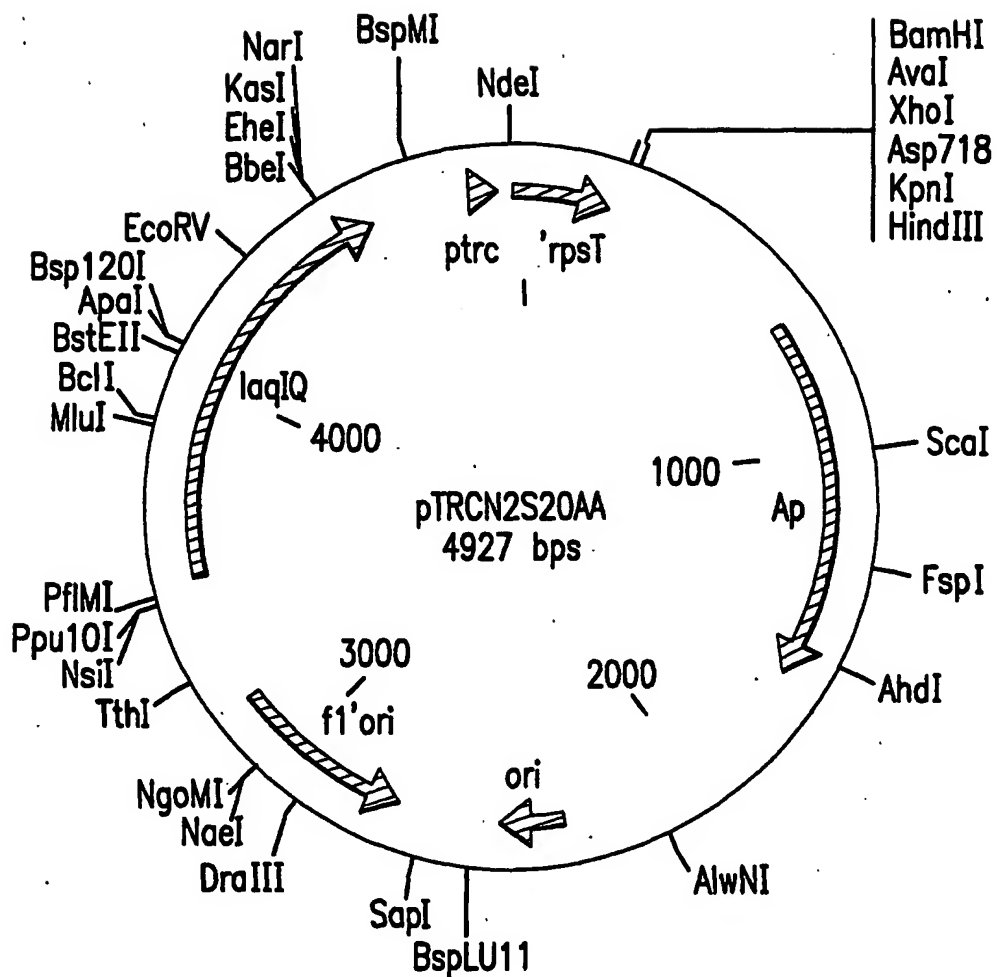 BspMI
NarI
KasI
EheI
BbeI
NdeI
BamHI
AvaI
XhoI
Asp718
KpnI
HindIII
EcoRV
Bsp120I
ApaI
BstEII
BclI
MluI
ptrc
'rpsT
I
laqIQ
4000
1000
ScaI
Ap
pTRCN2S20AA
4927 bps
FspI
PflMI
Ppu10I
NsiI
TthI
3000
f1'ori
2000
AhdI
NgoMI
NaeI
DraIII
ori
SapI
BspLU11
AlwNI